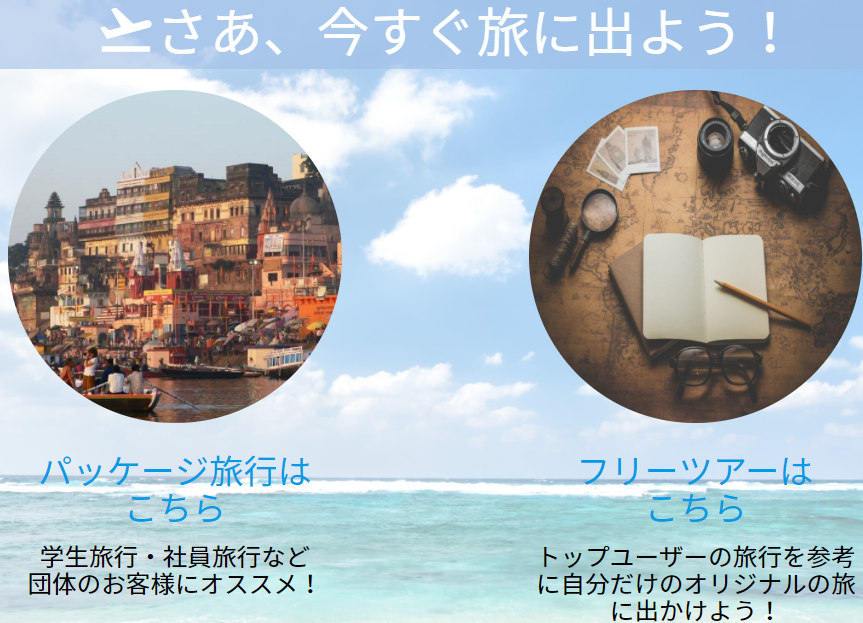 さあ、今すぐ旅に出よう！
パッケージ旅行は
こちら
学生旅行・社員旅行など
団体のお客様にオススメ！
フリーツアーは
こちら
トップユーザーの旅行を参考
に自分だけのオリジナルの旅
に出かけよう！